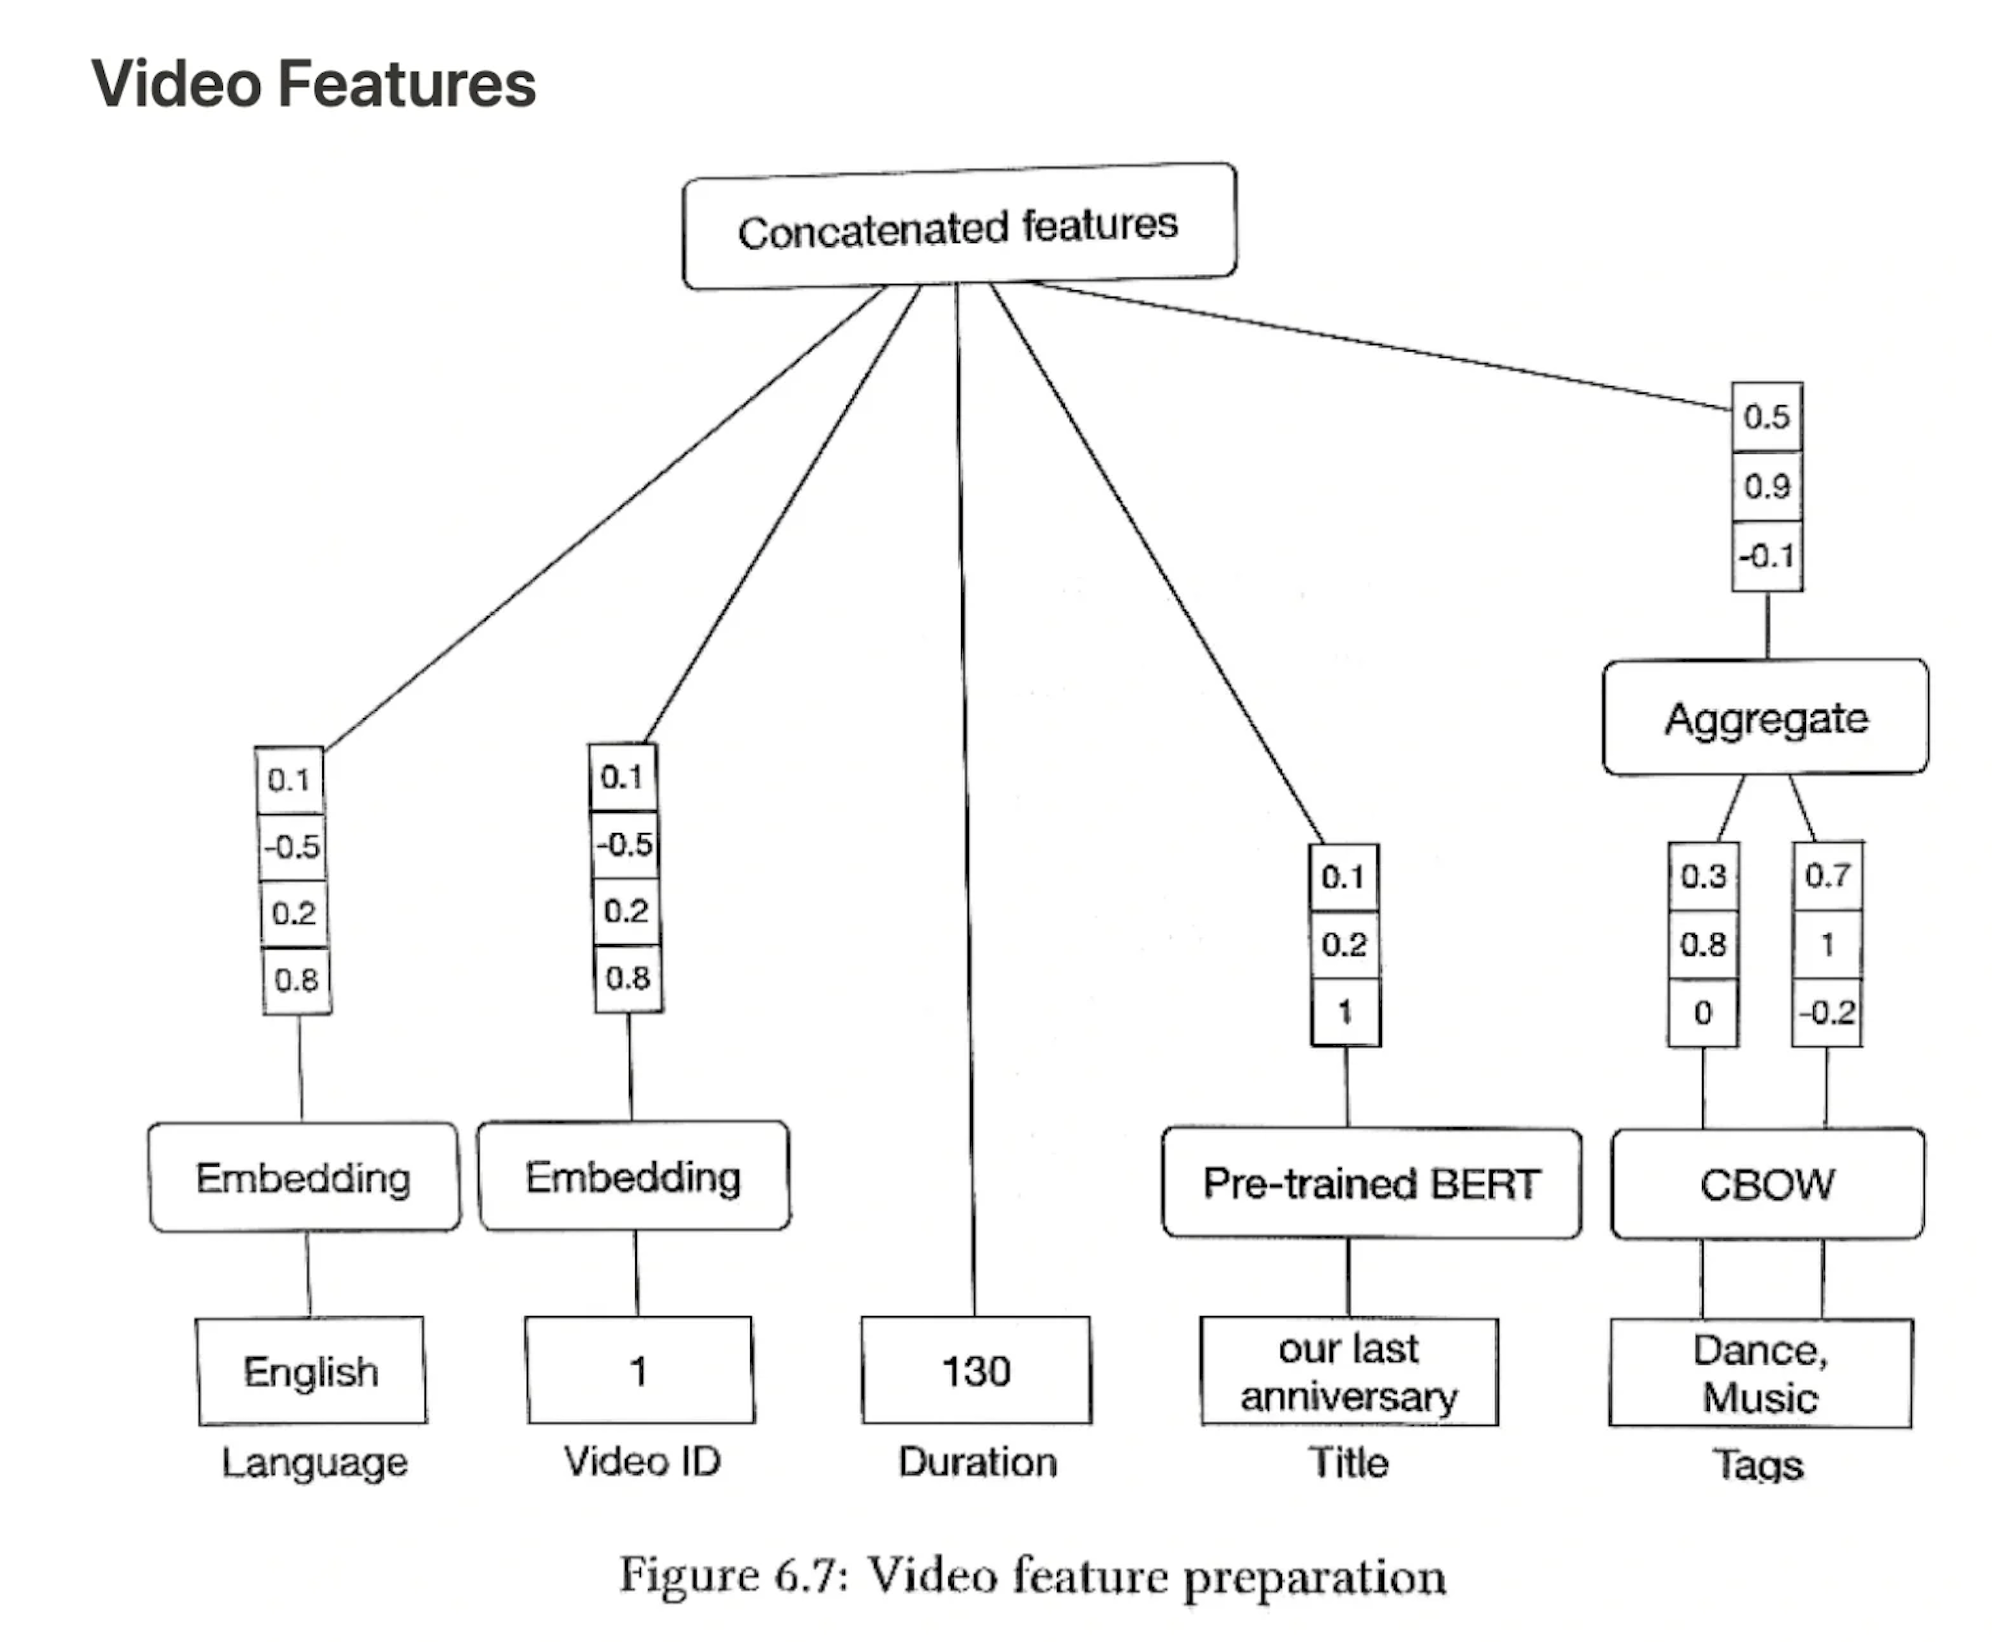 Video Features
Concatenated features
0.5
0.9
-0.1
Aggregate
0.1
-0.5
0.2
0.8
0.1
-0.5
0.2
0.8
0.1
0.2
1
0.3
0.8
0
0.7
1
-0.2
Embedding
Embedding
Pre-trained BERT
CBOW
English
1
130
our last
anniversary
Dance,
Music
Language
Video ID
Duration
Title
Tags
Figure 6.7: Video feature preparation